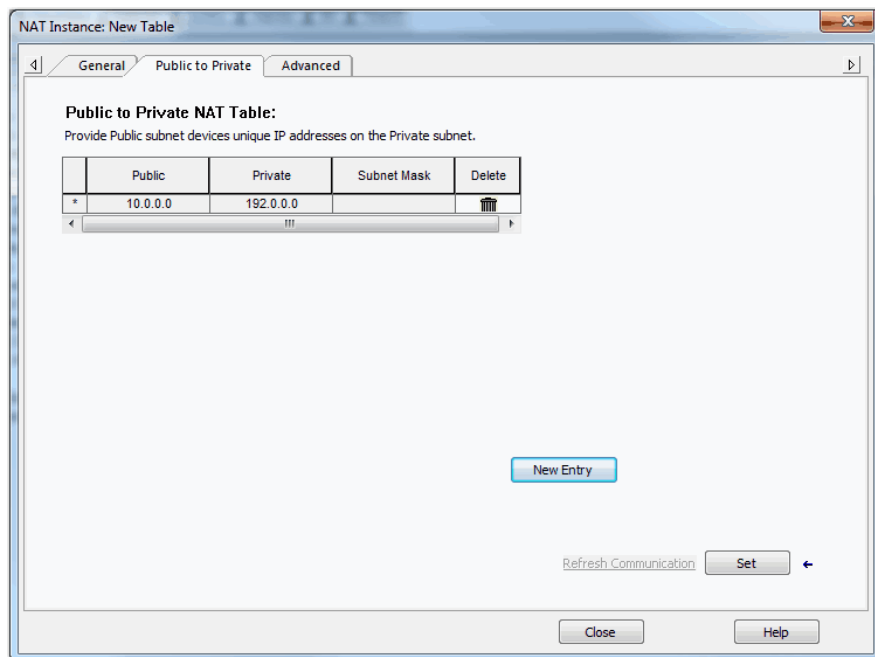 NAT Instance: New Table
General Public to Private Advanced
Public to Private NAT Table:
Provide Public subnet devices unique IP addresses on the Private subnet.
Public Private Subnet Mask Delete
* 10.0.0.0 192.0.0.0
New Entry
Refresh Communication Set
Close Help